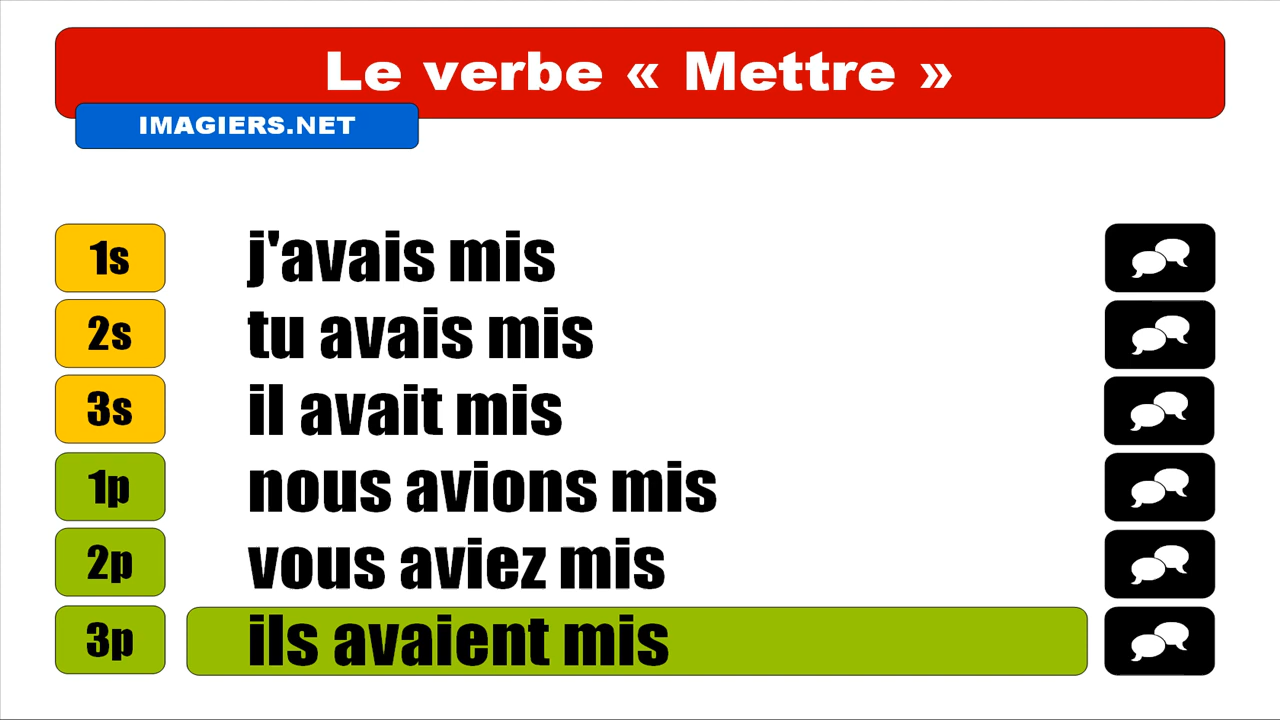 Le verbe « Mettre »
IMAGIERS.NET
1s j'avais mis
2s tu avais mis
3s il avait mis
1p nous avions mis
2p vous aviez mis
3p ils avaient mis